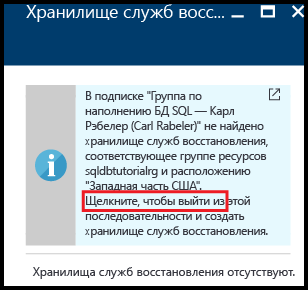 Хранилище служб восс...
В подписке "Группа по
наполнению БД SQL — Карл
Рэбелер (Carl Rabeler)" не найдено
хранилище служб восстановления,
соответствующее группе ресурсов
sqldbtutorialrg и расположению
"Западная часть США".
Щелкните, чтобы выйти из этой
последовательности и создать
хранилище служб восстановления.
Хранилища служб восстановления отсутствуют.